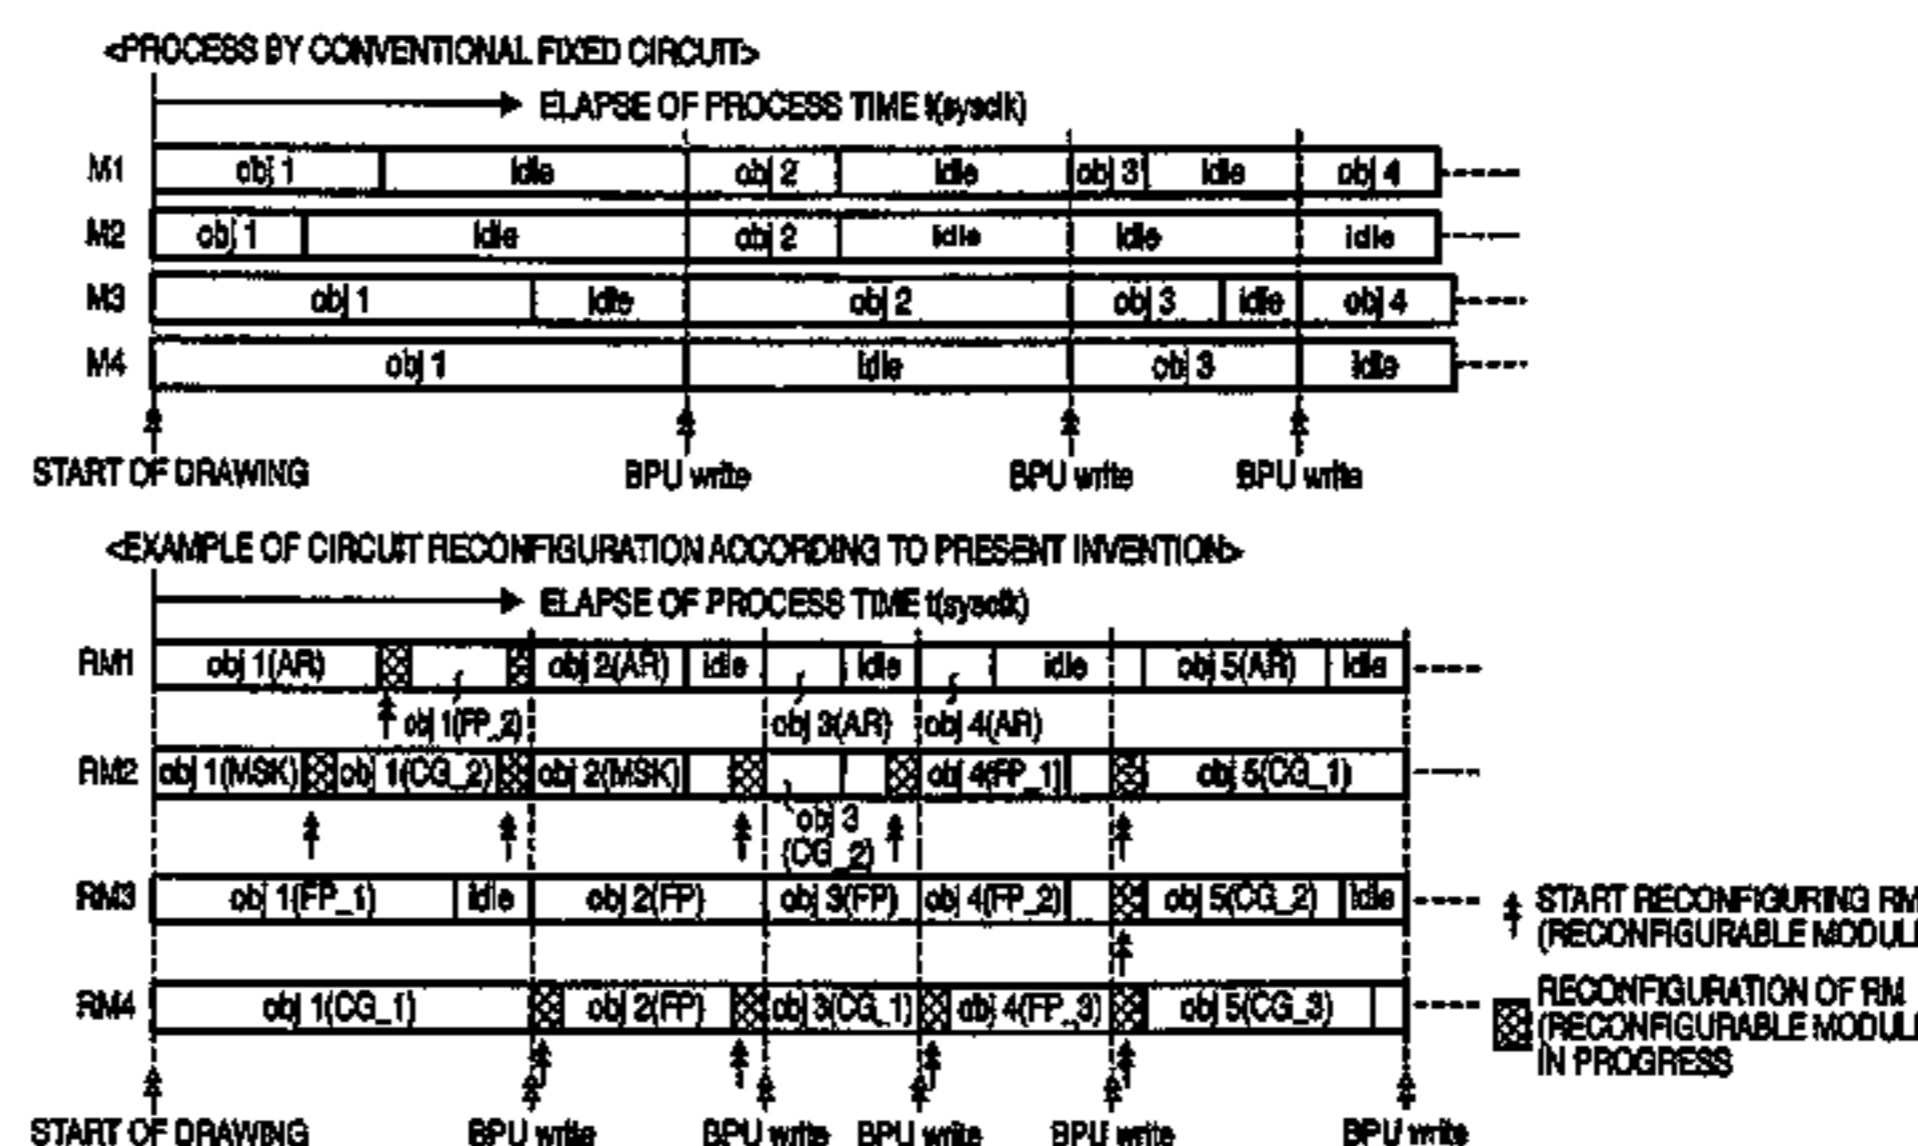 <PROCESS BY CONVENTIONAL FIXED CIRCUIT>
ELAPSE OF PROCESS TIME t(sysclk)
M1 obj 1 idle obj 2 idle obj 3 idle obj 4
M2 obj 1 idle obj 2 idle idle idle
M3 obj 1 idle obj 2 obj 3 idle obj 4
M4 obj 1 idle obj 3 idle
START OF DRAWING BPU write BPU write BPU write
<EXAMPLE OF CIRCUIT RECONFIGURATION ACCORDING TO PRESENT INVENTION>
ELAPSE OF PROCESS TIME t(sysclk)
RM1 obj 1(AR) obj 2(AR) idle idle idle obj 5(AR) idle
obj 1(FP_2) obj 3(AR) obj 4(AR)
RM2 obj 1(MSK) obj 1(CG_2) obj 2(MSK) obj 4(FP_1) obj 5(CG_1)
obj 3
(CG_2)
RM3 obj 1(FP_1) idle obj 2(FP) obj 3(FP) obj 4(FP_2) obj 5(CG_2) idle
START RECONFIGURING RM
(RECONFIGURABLE MODULE
RM4 obj 1(CG_1) obj 2(FP) obj 3(CG_1) obj 4(FP_3) obj 5(CG_3)
RECONFIGURATION OF RM
(RECONFIGURABLE MODULE
IN PROGRESS
START OF DRAWING BPU write BPU write BPU write BPU write BPU write